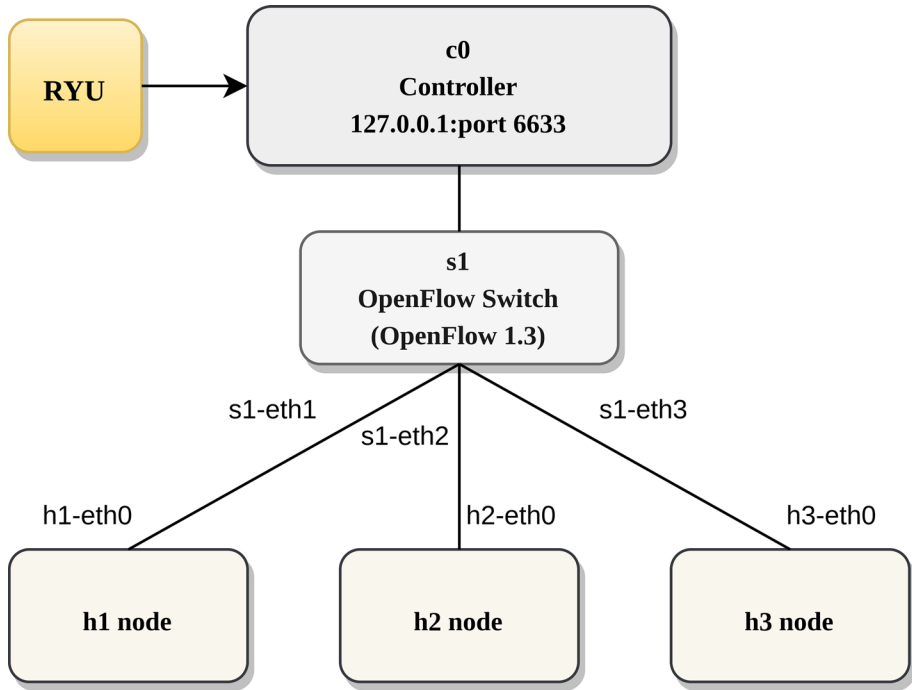 RYU
c0
Controller
127.0.0.1:port 6633
s1
OpenFlow Switch
(OpenFlow 1.3)
s1-eth1
s1-eth2
s1-eth3
h1-eth0
h2-eth0
h3-eth0
h1 node
h2 node
h3 node